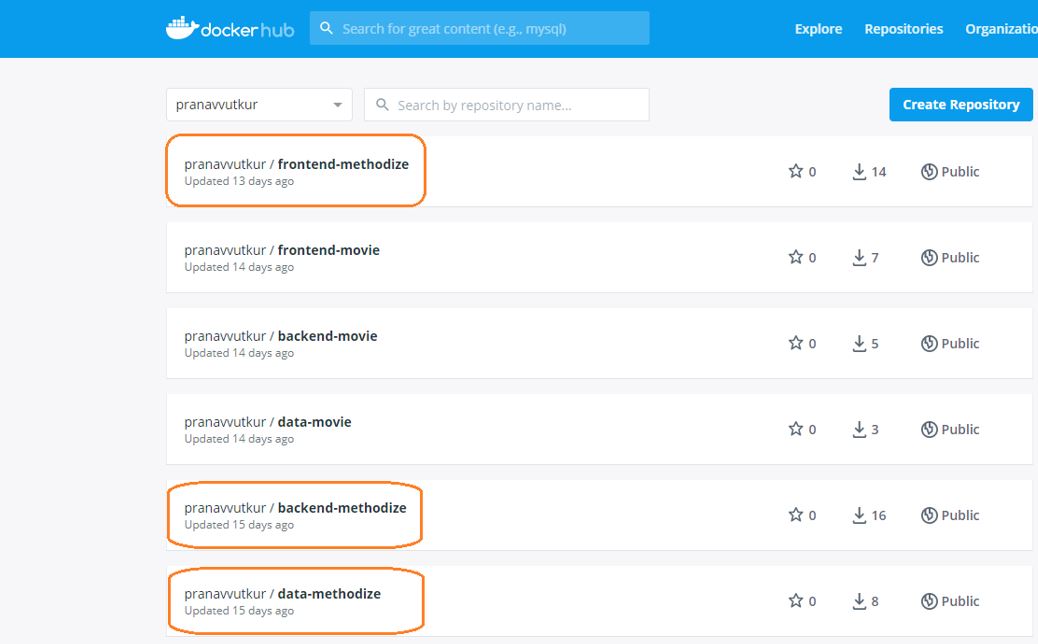 docker hub
Search for great content (e.g., mysql)
Explore
Repositories
Organizatio
pranavvutkur
Search by repository name...
Create Repository
pranavvutkur / frontend-methodize
Updated 13 days ago
0
14
Public
pranavvutkur / frontend-movie
Updated 14 days ago
0
7
Public
pranavvutkur / backend-movie
Updated 14 days ago
0
5
Public
pranavvutkur / data-movie
Updated 14 days ago
0
3
Public
pranavvutkur / backend-methodize
Updated 15 days ago
0
16
Public
pranavvutkur / data-methodize
Updated 15 days ago
0
8
Public